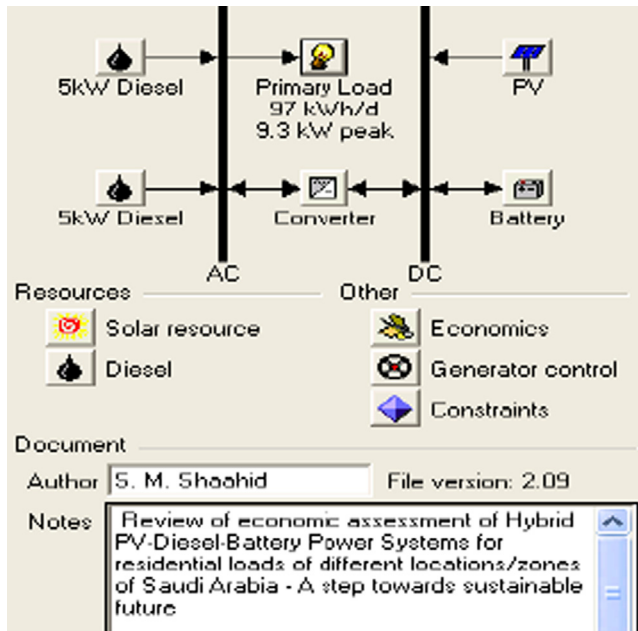 5kW Diesel
Primary Load
97 kWh/d
9.3 kW peak
PV
5kW Diesel
Converter
Battery
AC
DC
Resources
Other
Solar resource
Economics
Diesel
Generator control
Constraints
Document
Author S. M. Shaahid File version: 2.09
Notes Review of economic assessment of Hybrid
PV-Diesel-Battery Power Systems for
residential loads of different locations/zones
of Saudi Arabia - A step towards sustainable
future